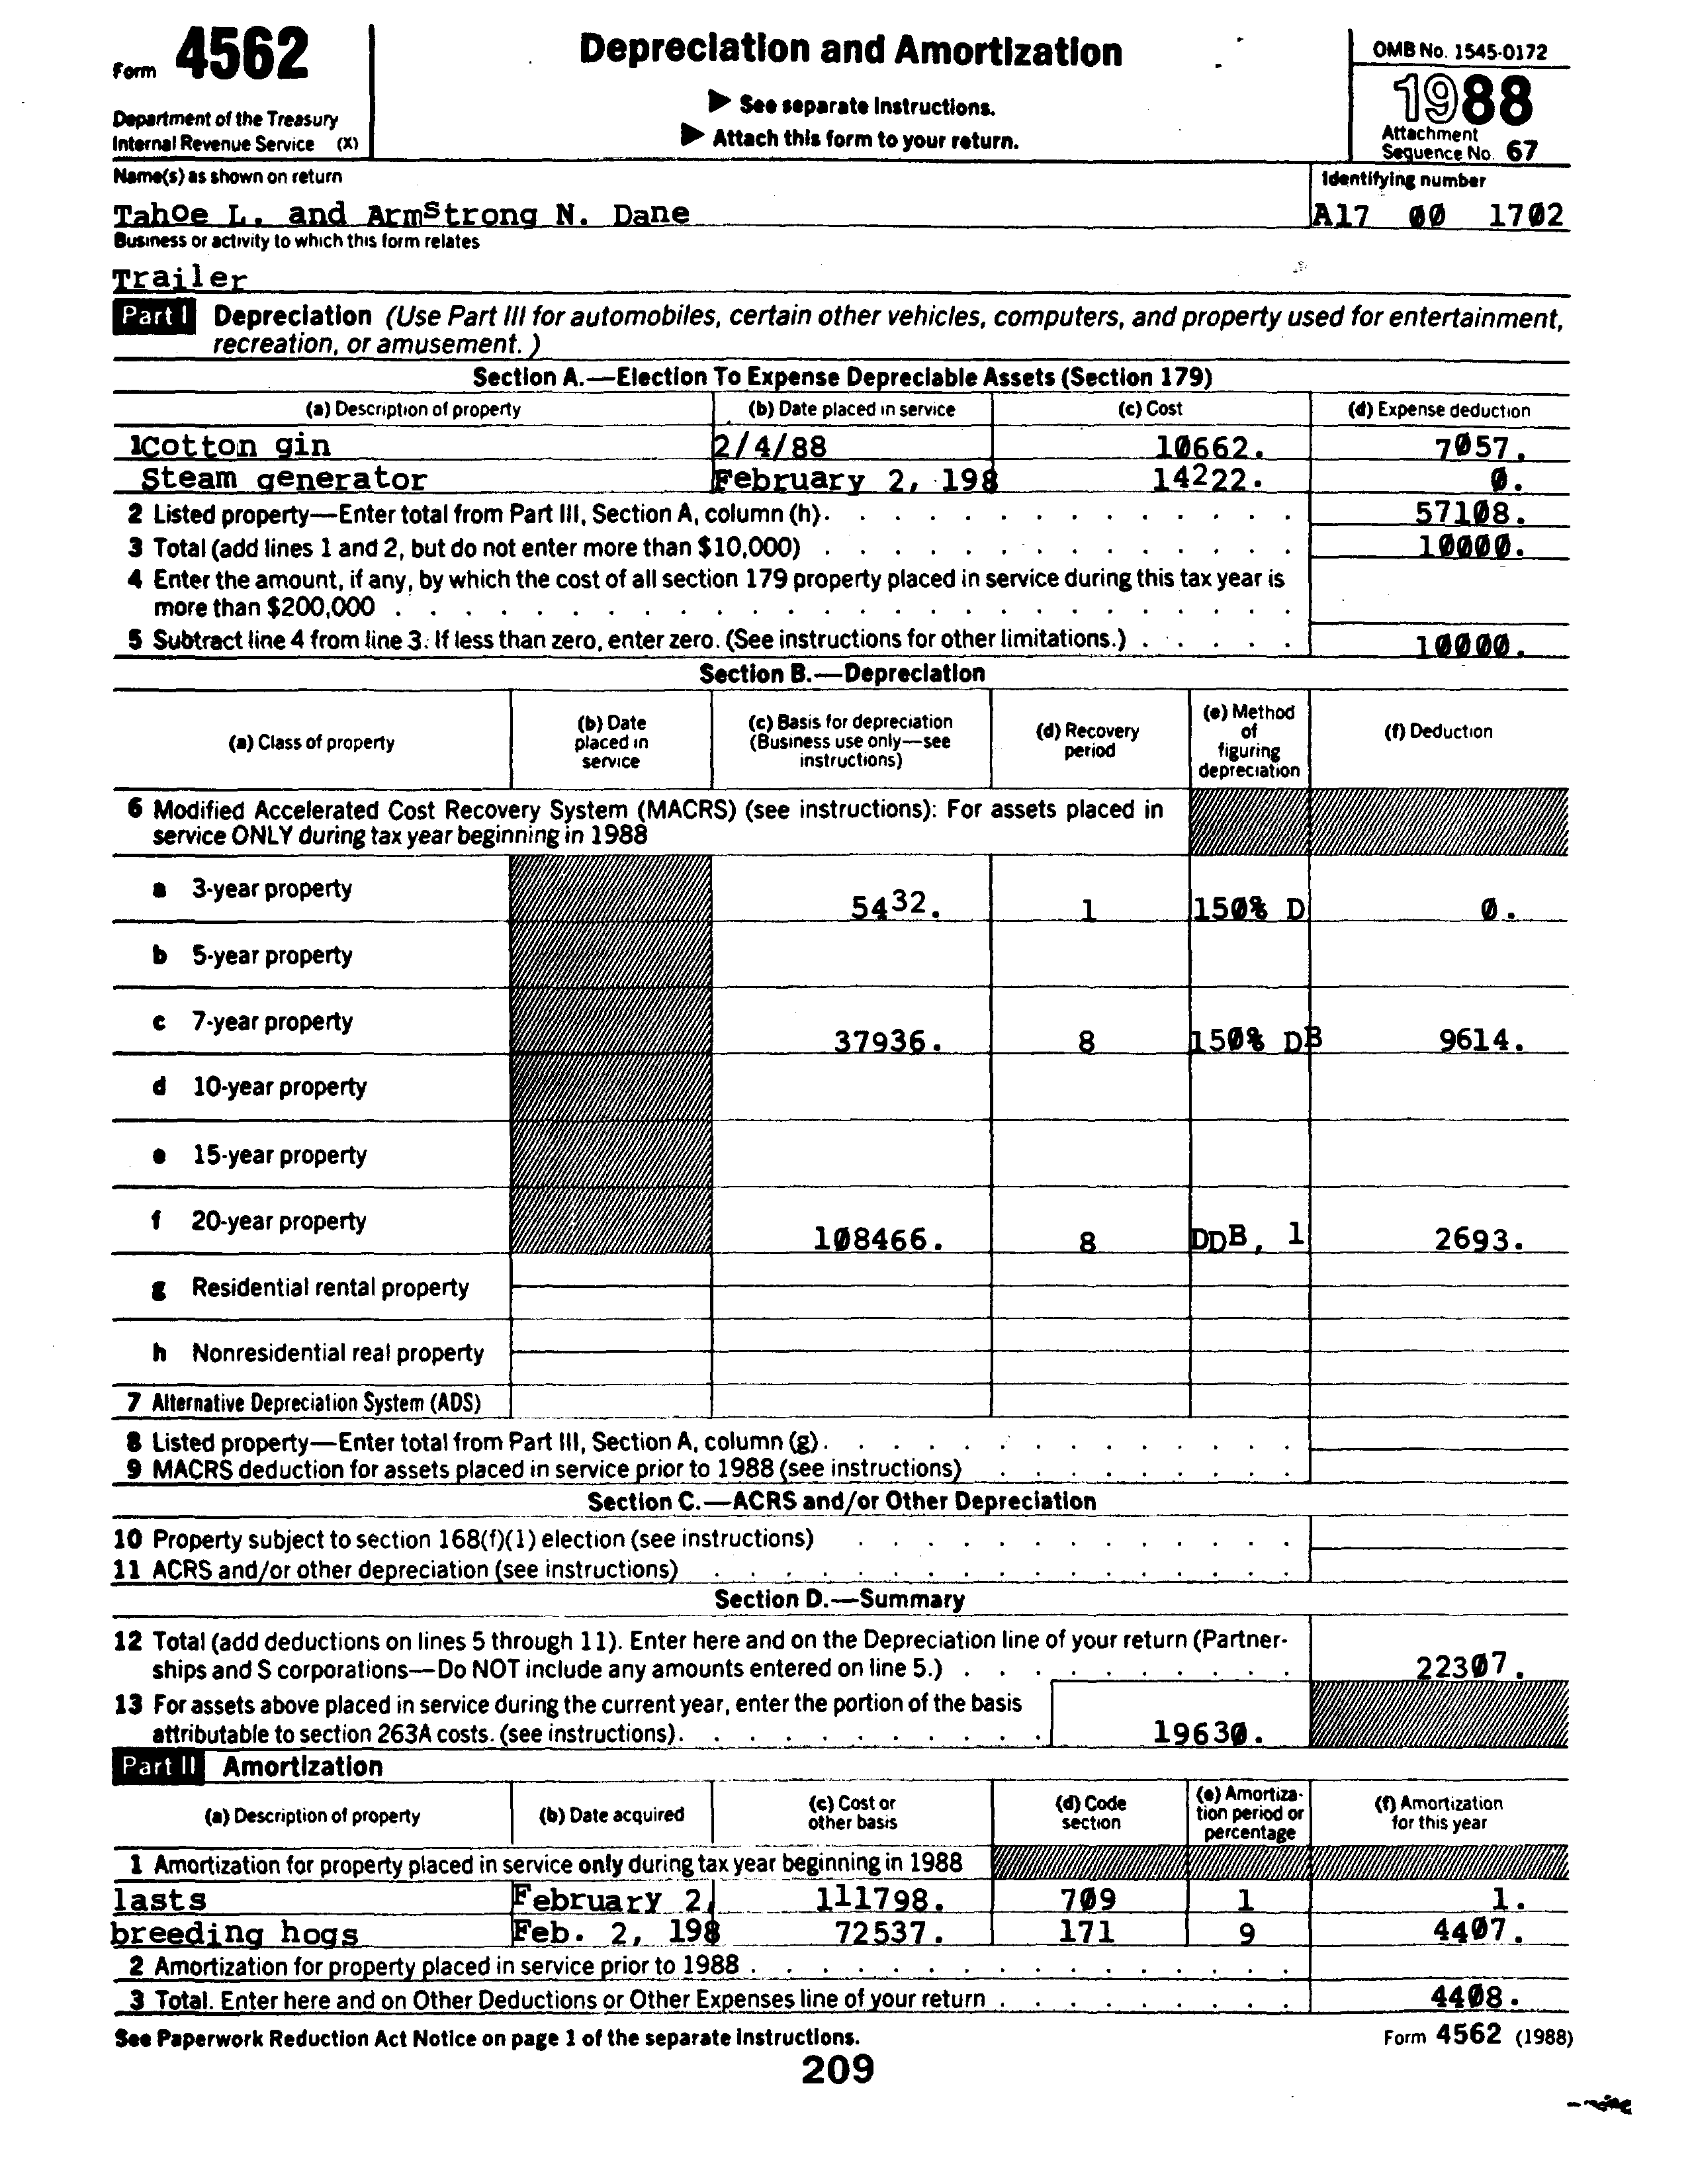 Form 4562
Depreciation and Amortization
OMB No. 1545-0172
1988
Department of the Treasury
Internal Revenue Service (X)
▶ See separate Instructions.
▶ Attach this form to your return.
Attachment
Sequence No. 67
Name(s) as shown on return
Identifying number
TahOe L. and ArmStrong N. Dane
A17 00 1702
Business or activity to which this form relates
Trailer
Part I Depreciation (Use Part III for automobiles, certain other vehicles, computers, and property used for entertainment,
recreation, or amusement.)
Section A.—Election To Expense Depreciable Assets (Section 179)
(a) Description of property (b) Date placed in service (c) Cost (d) Expense deduction
1 Cotton gin 2/4/88 10662. 7057.
Steam generator February 2, 198 14222. 0.
2 Listed property—Enter total from Part III, Section A, column (h). 57108.
3 Total (add lines 1 and 2, but do not enter more than $10,000) 10000.
4 Enter the amount, if any, by which the cost of all section 179 property placed in service during this tax year is
more than $200,000
5 Subtract line 4 from line 3. If less than zero, enter zero. (See instructions for other limitations.) 10000.
Section B.—Depreciation
(a) Class of property (b) Date placed in service (c) Basis for depreciation (Business use only—see instructions) (d) Recovery period (e) Method of figuring depreciation (f) Deduction
6 Modified Accelerated Cost Recovery System (MACRS) (see instructions): For assets placed in
service ONLY during tax year beginning in 1988
a 3-year property 5432. 1 150% D 0.
b 5-year property
c 7-year property 37936. 8 150% DB 9614.
d 10-year property
e 15-year property
f 20-year property 108466. 8 DDB, 1 2693.
g Residential rental property
h Nonresidential real property
7 Alternative Depreciation System (ADS)
8 Listed property—Enter total from Part III, Section A, column (g).
9 MACRS deduction for assets placed in service prior to 1988 (see instructions)
Section C.—ACRS and/or Other Depreciation
10 Property subject to section 168(f)(1) election (see instructions)
11 ACRS and/or other depreciation (see instructions)
Section D.—Summary
12 Total (add deductions on lines 5 through 11). Enter here and on the Depreciation line of your return (Partner-
ships and S corporations—Do NOT include any amounts entered on line 5.) 22307.
13 For assets above placed in service during the current year, enter the portion of the basis
attributable to section 263A costs. (see instructions). 19630.
Part II Amortization
(a) Description of property (b) Date acquired (c) Cost or other basis (d) Code section (e) Amortiza-tion period or percentage (f) Amortization for this year
1 Amortization for property placed in service only during tax year beginning in 1988
lasts February 2, 111798. 709 1 1.
breeding hogs Feb. 2, 198 72537. 171 9 4407.
2 Amortization for property placed in service prior to 1988
3 Total. Enter here and on Other Deductions or Other Expenses line of your return 4408.
See Paperwork Reduction Act Notice on page 1 of the separate instructions.
Form 4562 (1988)
209